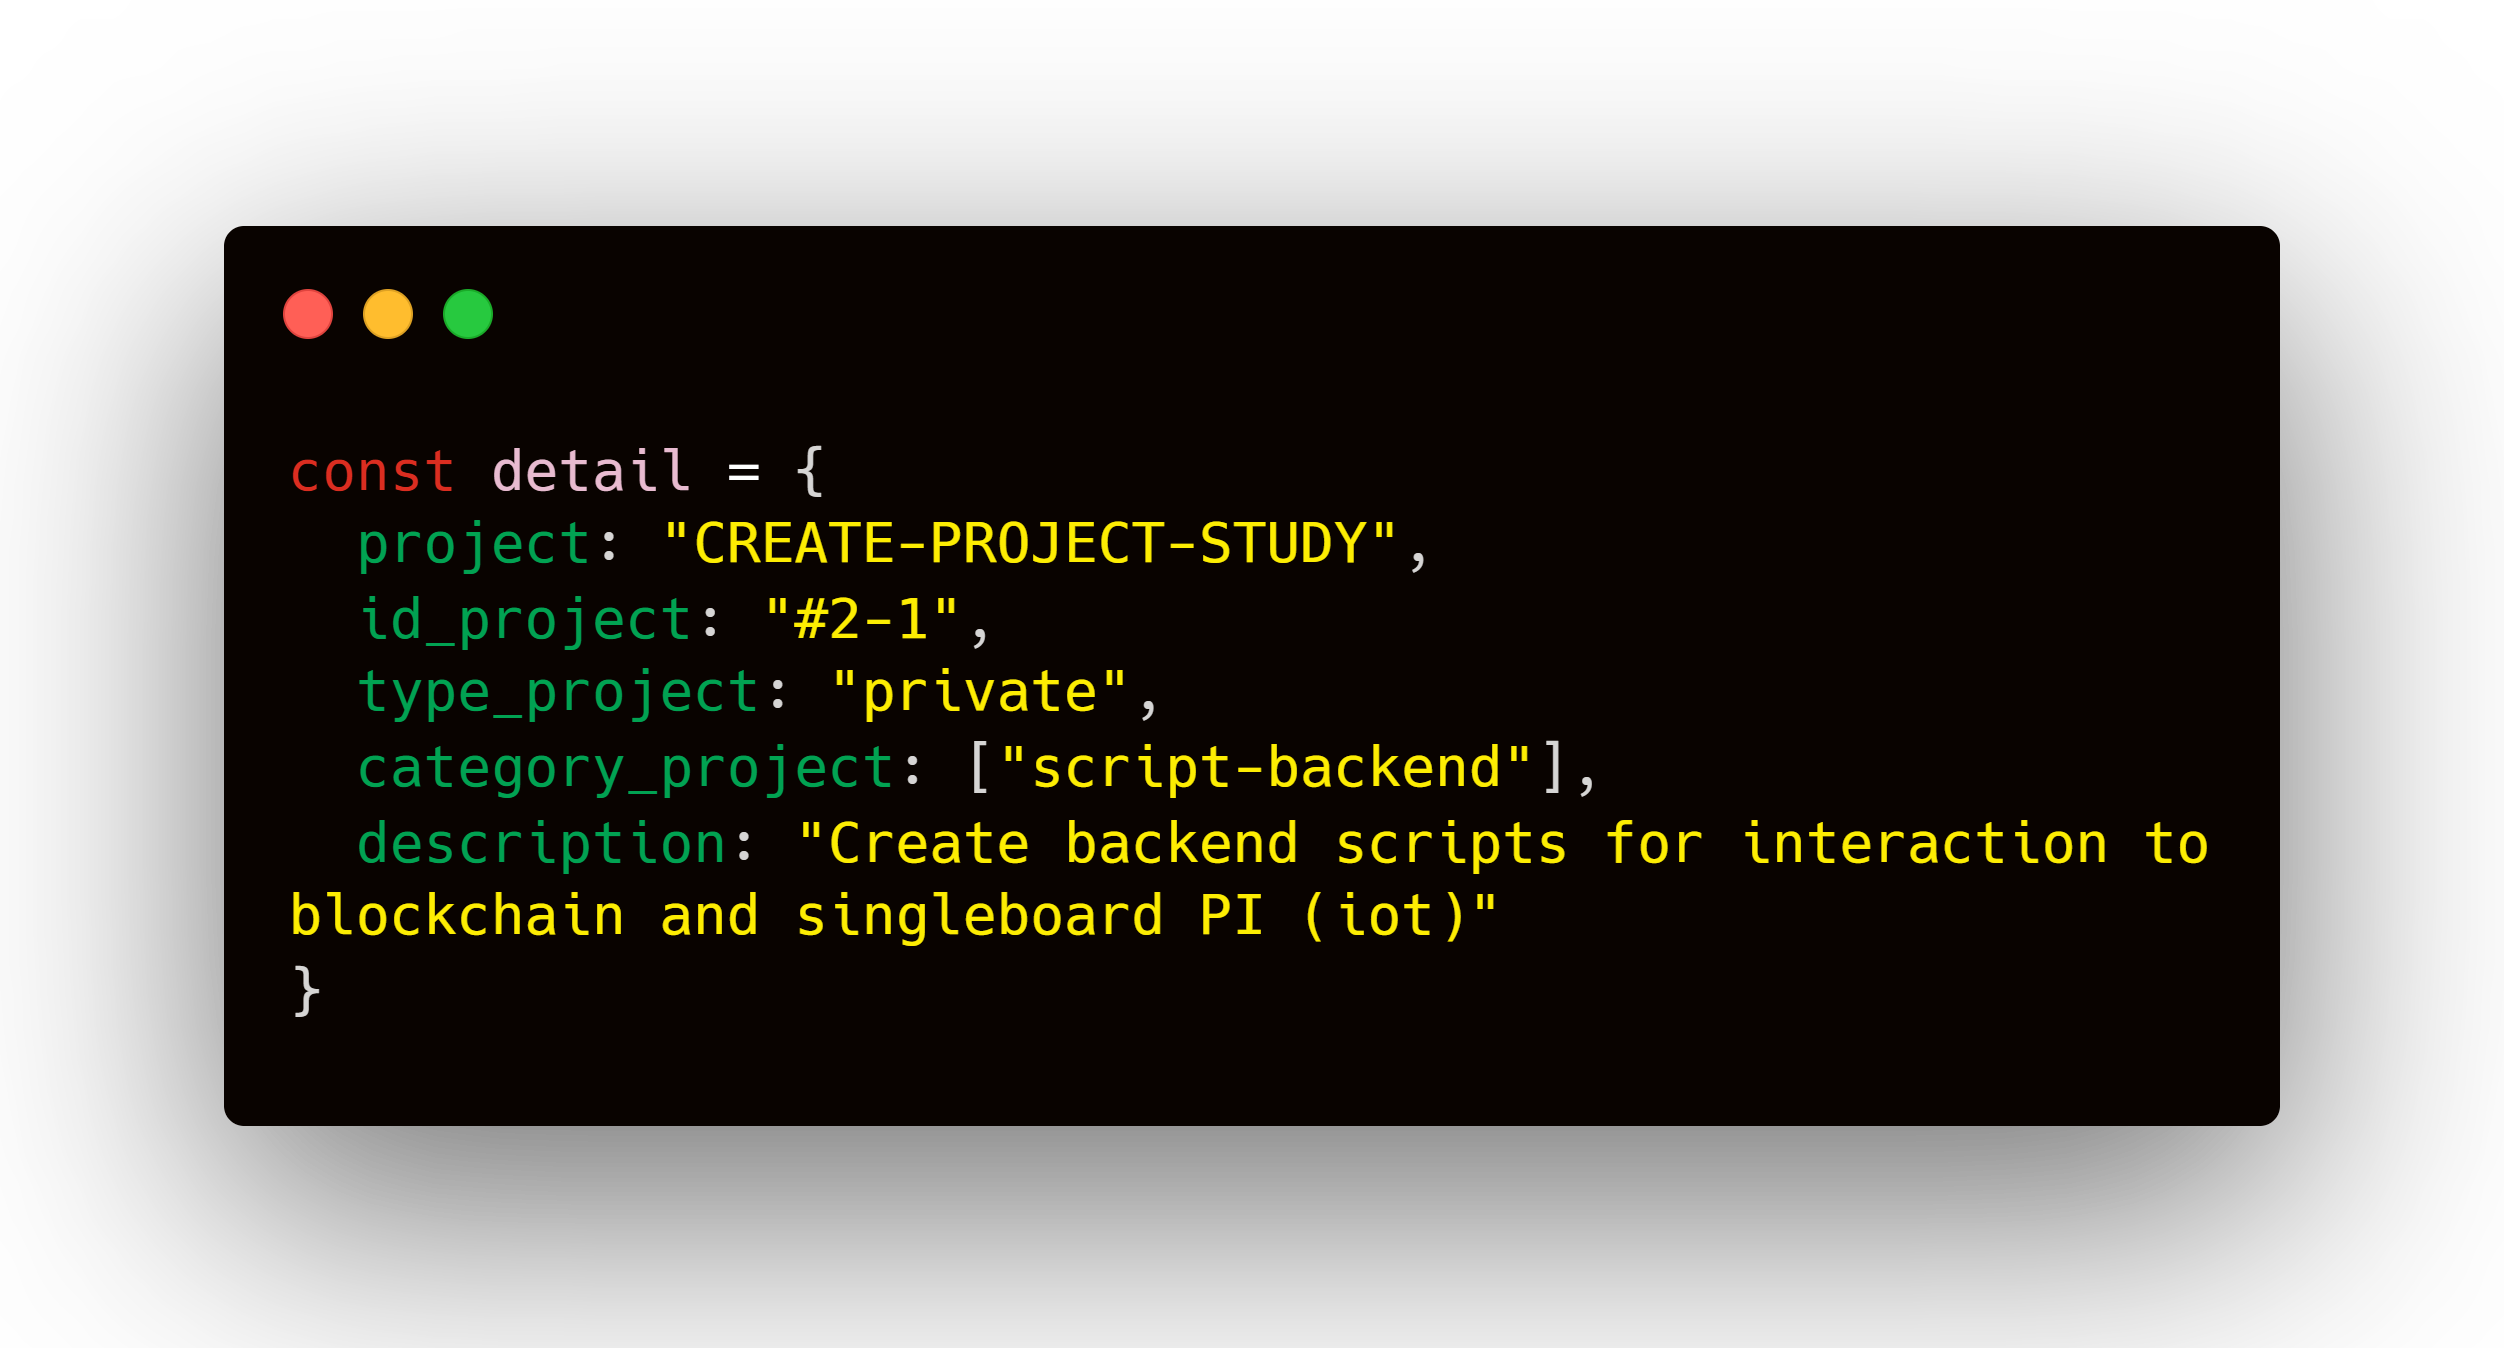 const detail = {
  project: "CREATE-PROJECT-STUDY",
  id_project: "#2-1",
  type_project: "private",
  category_project: ["script-backend"],
  description: "Create backend scripts for interaction to
blockchain and singleboard PI (iot)"
}